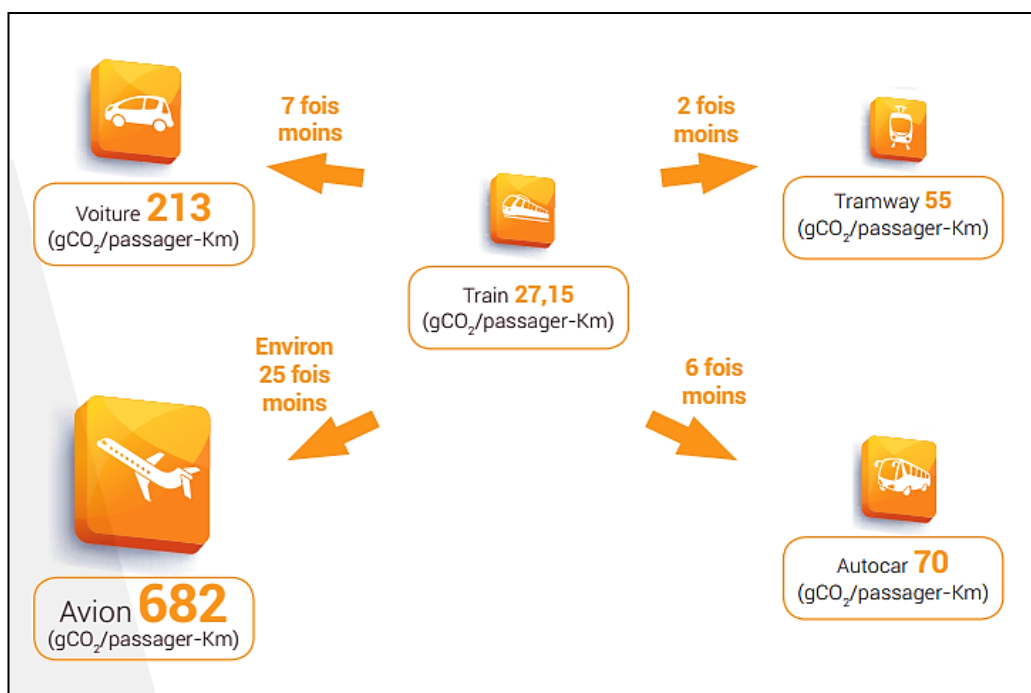 7 fois
moins
2 fois
moins
Voiture 213
(gCO₂/passager-Km)
Tramway 55
(gCO₂/passager-Km)
Train 27,15
(gCO₂/passager-Km)
Environ
25 fois
moins
6 fois
moins
Avion 682
(gCO₂/passager-Km)
Autocar 70
(gCO₂/passager-Km)